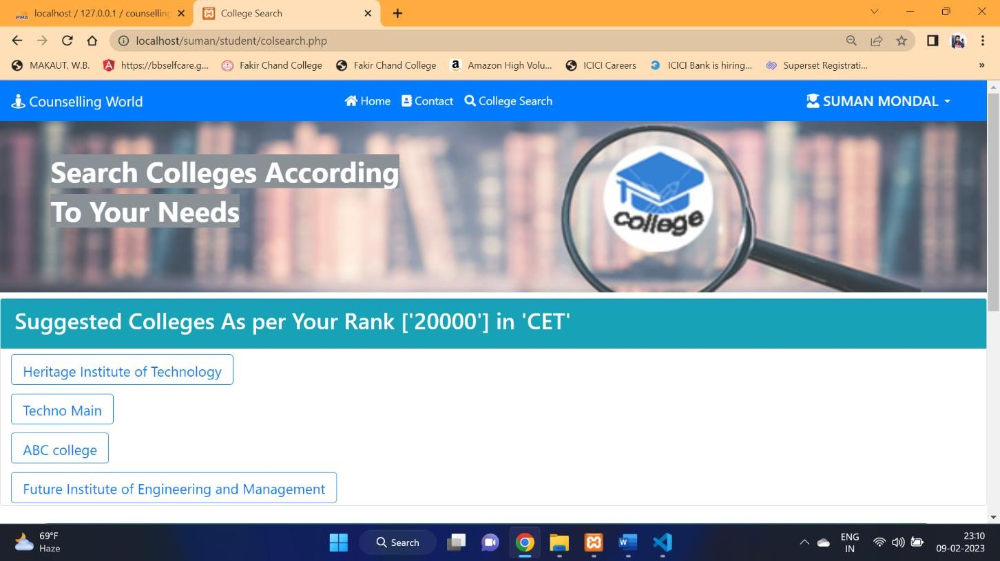 PMA localhost / 127.0.0.1 / counselling
College Search
localhost/suman/student/colsearch.php
MAKAUT, W.B.
https://bbselfcare.g...
Fakir Chand College
Fakir Chand College
a Amazon High Volu...
ICICI Careers
ICICI Bank is hiring...
Superset Registrati...
»
Counselling World
Home
Contact
College Search
SUMAN MONDAL
Search Colleges According
To Your Needs
college
Suggested Colleges As per Your Rank ['20000'] in 'CET'
Heritage Institute of Technology
Techno Main
ABC college
Future Institute of Engineering and Management
69°F
Haze
Search
W
ENG
IN
23:10
09-02-2023